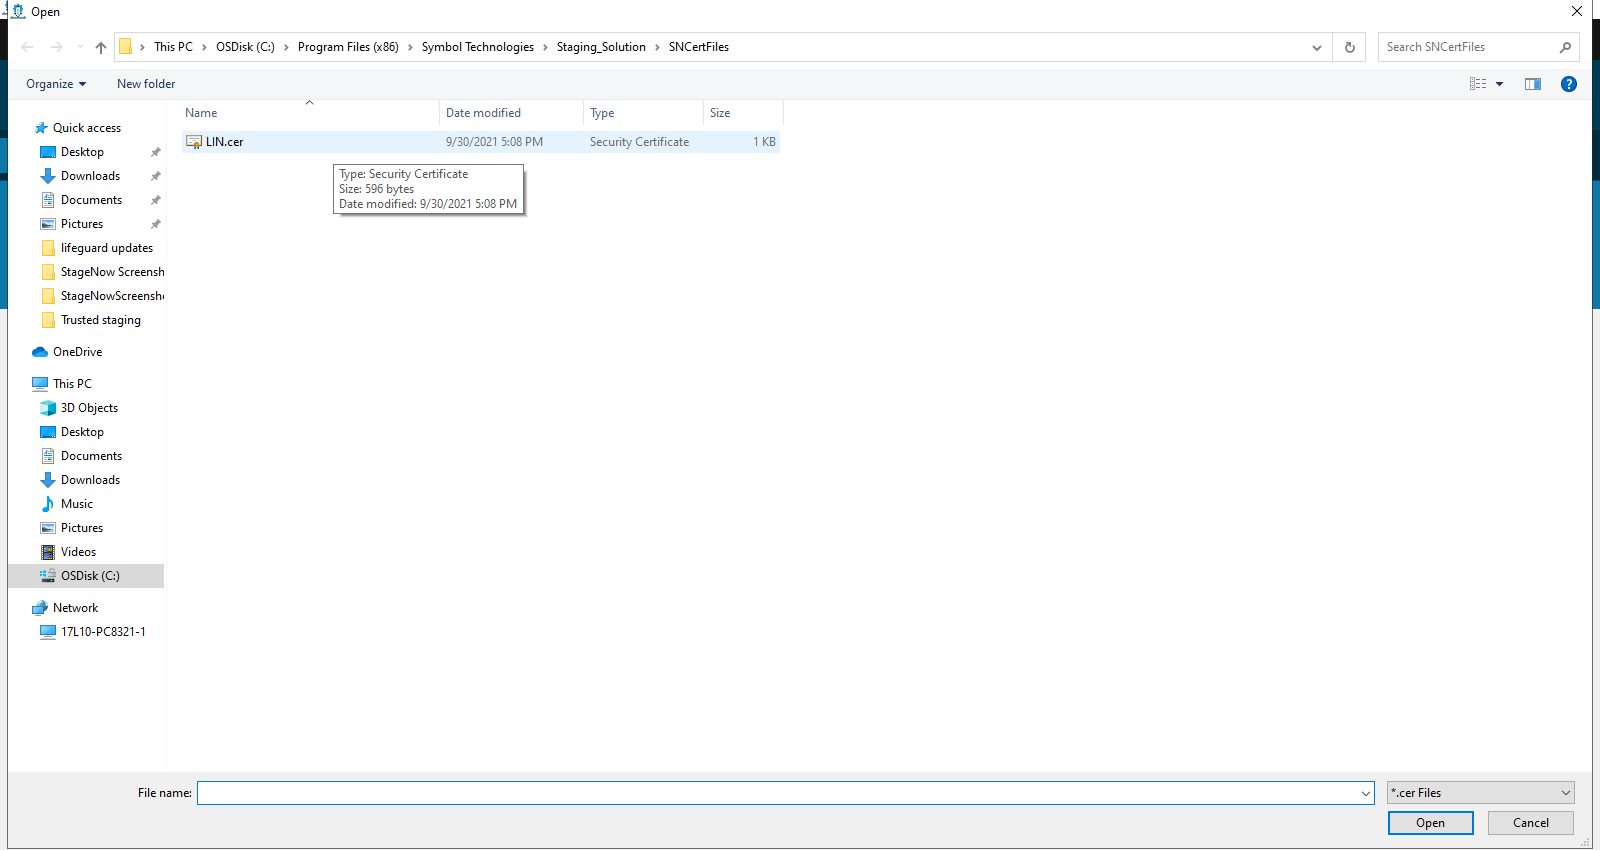 Open
This PC > OSDisk (C:) > Program Files (x86) > Symbol Technologies > Staging_Solution > SNCertFiles
Search SNCertFiles
Organize
New folder
Name
Date modified
Type
Size
LIN.cer
9/30/2021 5:08 PM
Security Certificate
1 KB
Type: Security Certificate
Size: 596 bytes
Date modified: 9/30/2021 5:08 PM
Quick access
Desktop
Downloads
Documents
Pictures
lifeguard updates
StageNow Screensh
StageNowScreensh
Trusted staging
OneDrive
This PC
3D Objects
Desktop
Documents
Downloads
Music
Pictures
Videos
OSDisk (C:)
Network
17L10-PC8321-1
File name:
*.cer Files
Open
Cancel